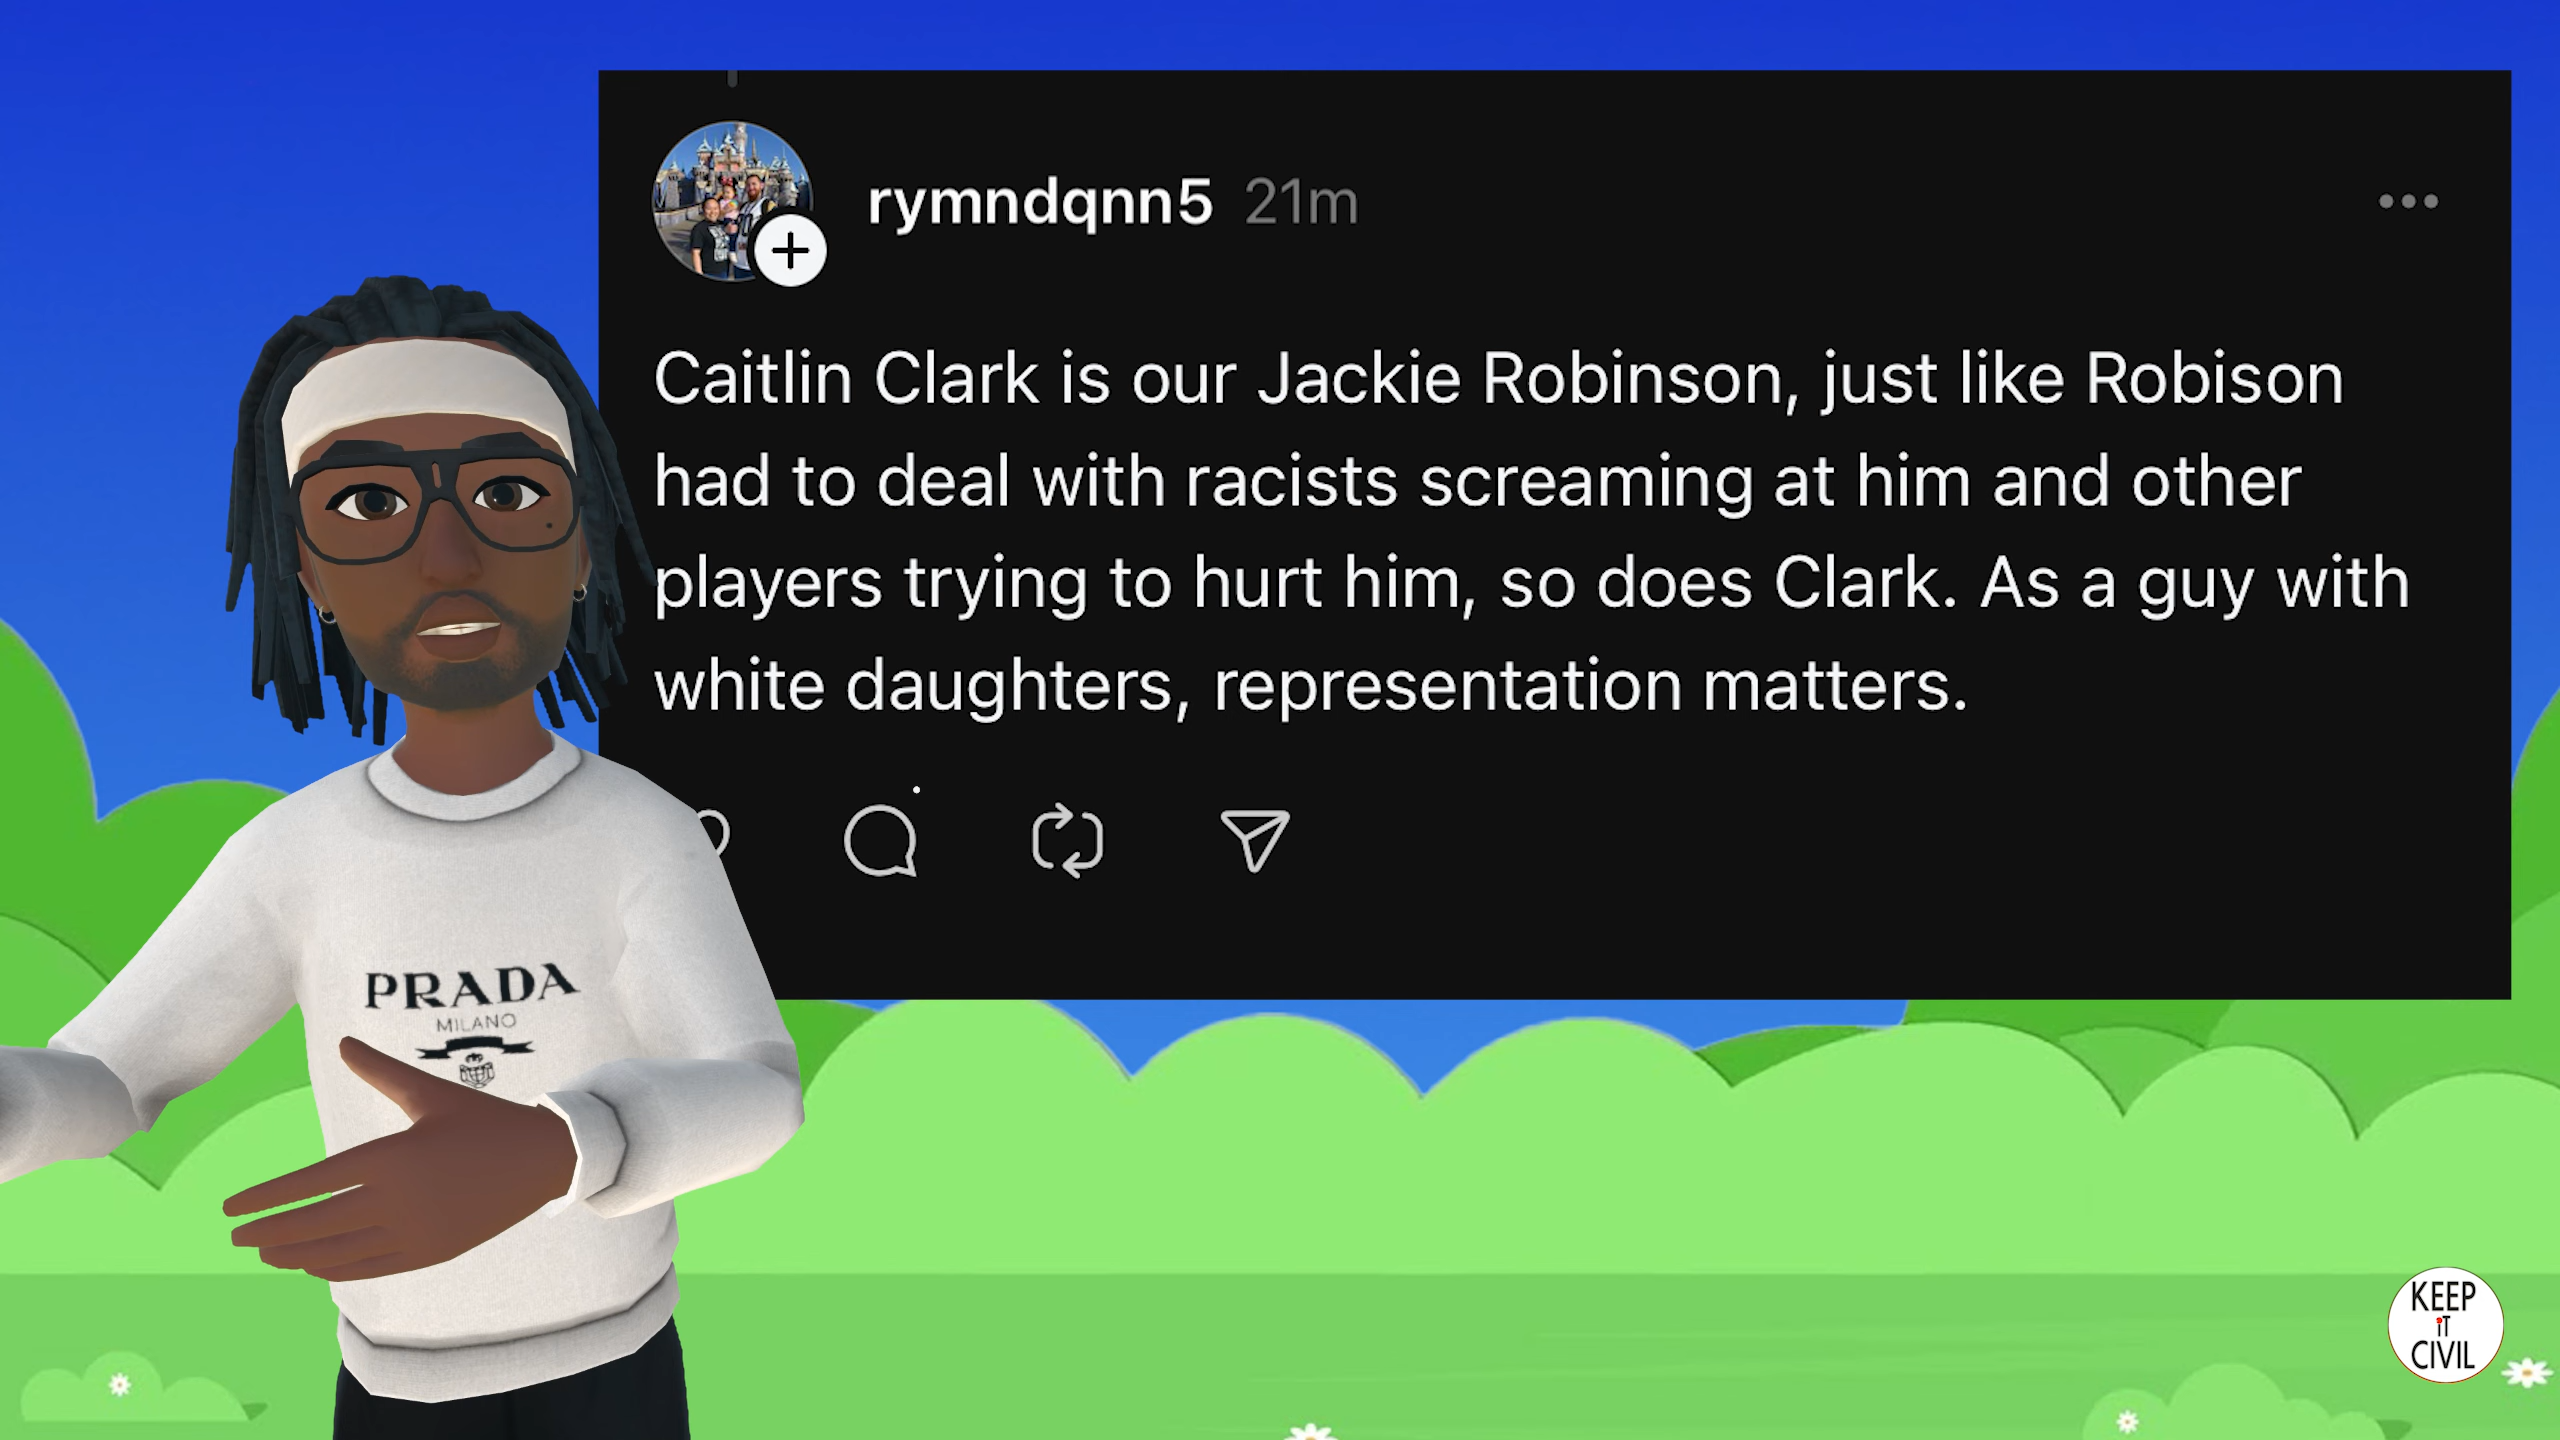 rymndqnn5 21m
Caitlin Clark is our Jackie Robinson, just like Robison
had to deal with racists screaming at him and other
players trying to hurt him, so does Clark. As a guy with
white daughters, representation matters.
PRADA
MILANO
KEEP
iT
CIVIL